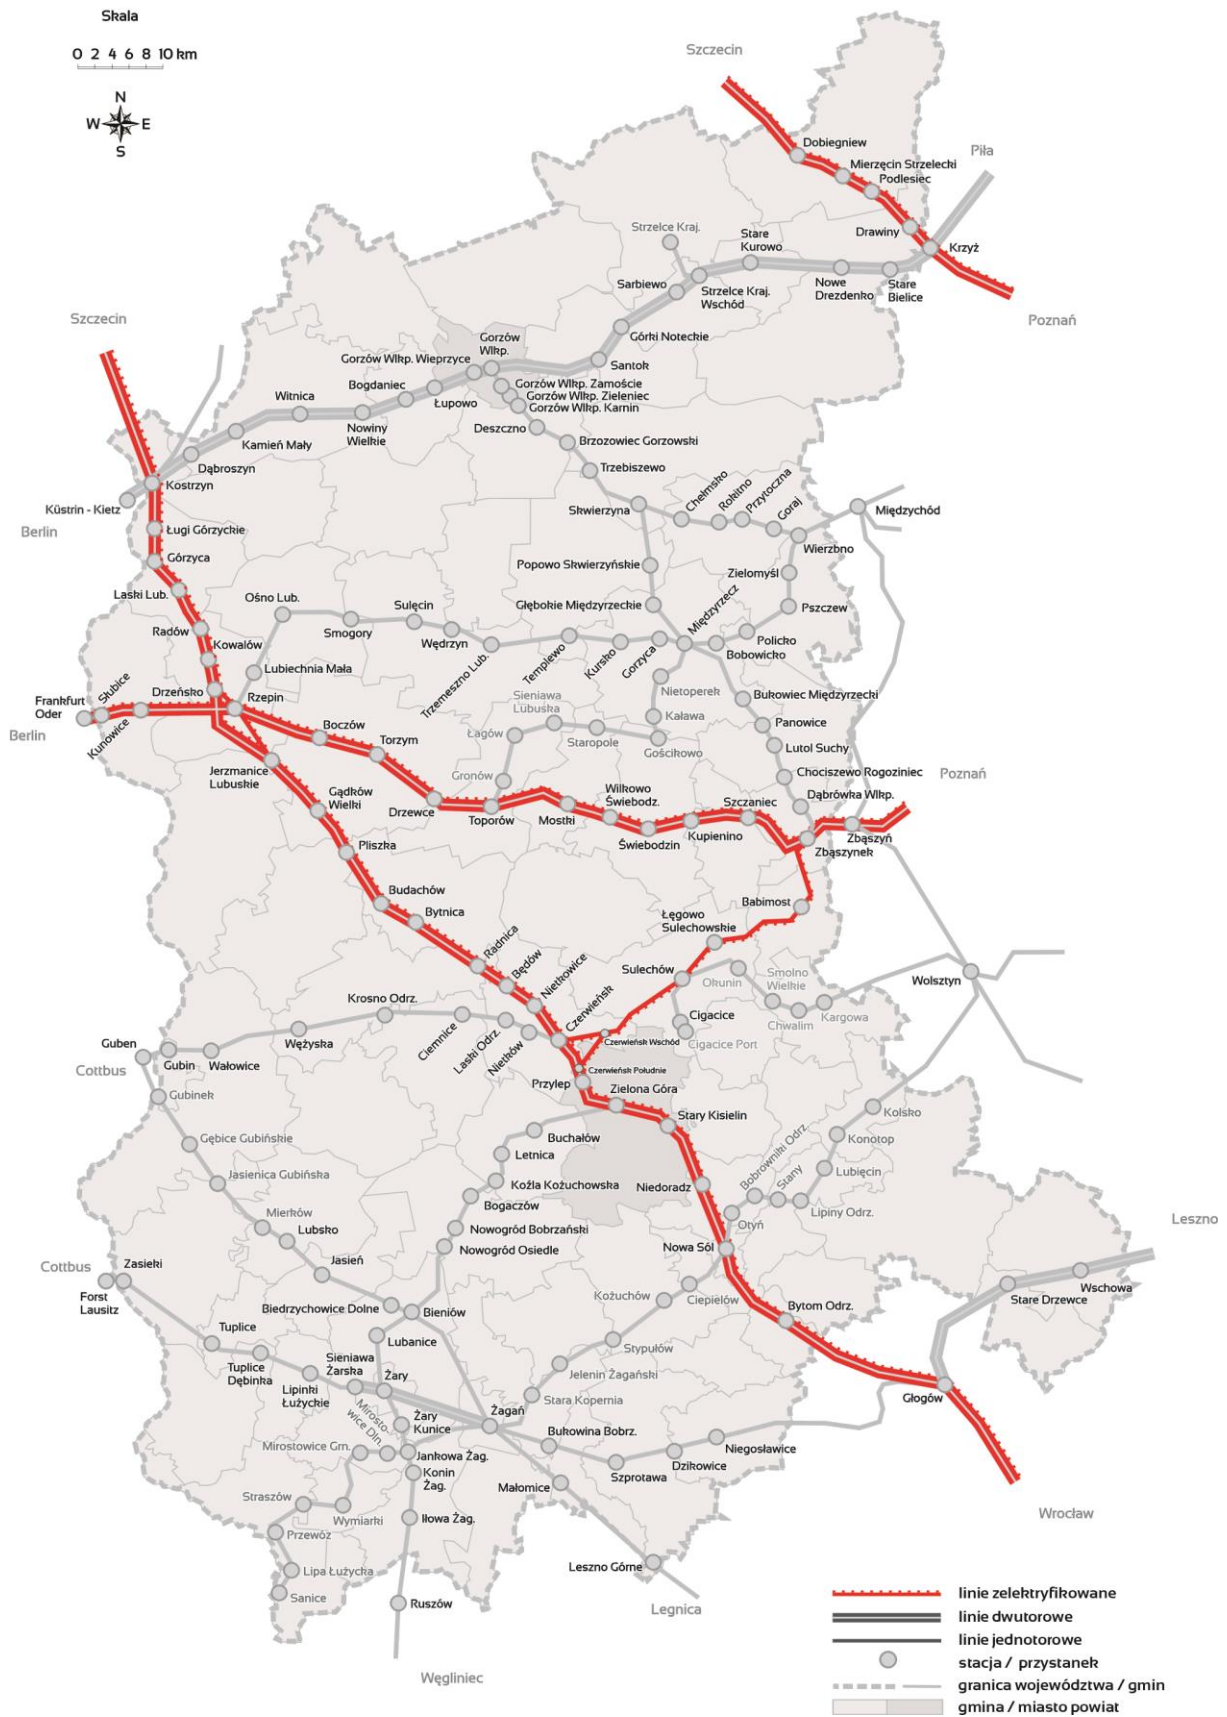 Skala
0 2 4 6 8 10 km
N
W E
S
Szczecin
Dobiegniew
Mierzęcin Strzelecki
Podlesiec
Piła
Drawiny
Krzyż
Strzelce Kraj.
Stare
Kurowo
Sarbiewo
Strzelce Kraj.
Wschód
Nowe
Drezdenko
Stare
Bielice
Poznań
Szczecin
Górki Noteckie
Gorzów
Wlkp.
Gorzów Wlkp. Wieprzyce
Santok
Bogdaniec
Gorzów Wlkp. Zamoście
Gorzów Wlkp. Zieleniec
Gorzów Wlkp. Karnin
Witnica
Łupowo
Nowiny
Wielkie
Deszczno
Kamień Mały
Brzozowiec Gorzowski
Dąbroszyn
Trzebiszewo
Kostrzyn
Küstrin - Kietz
Skwierzyna
Chełmsko
Rokitno
Przytoczna
Goraj
Międzychód
Berlin
Ługi Górzyckie
Wierzbno
Górzyca
Popowo Skwierzyńskie
Zielomyśl
Laski Lub.
Ośno Lub.
Głębokie Międzyrzeckie
Pszczew
Radów
Smogory
Sulęcin
Wędrzyn
Trzemeszno Lub.
Templewo
Kursko
Gorzyca
Międzyrzecz
Policko
Bobowicko
Kowalów
Lubiechnia Mała
Nietoperek
Drzeńsko
Rzepin
Bukowiec Międzyrzecki
Frankfurt
Oder
Słubice
Kunowice
Berlin
Sieniawa
Lubuska
Kaława
Panowice
Boczów
Łagów
Staropole
Gościkowo
Lutol Suchy
Torzym
Jerzmanice
Lubuskie
Gronów
Chociszewo Rogoziniec
Poznań
Gądków
Wielki
Drzewce
Toporów
Mostki
Wilkowo
Świebodz.
Świebodzin
Kupienino
Szczaniec
Dąbrówka Wlkp.
Zbąszynek
Zbąszyń
Pliszka
Budachów
Bytnica
Babimost
Łęgowo
Sulechowskie
Radnica
Będów
Nietkowice
Sulechów
Okunin
Smolno
Wielkie
Chwalim
Kargowa
Wolsztyn
Krosno Odrz.
Czerwieńsk
Cigacice
Cigacice Port
Czerwieńsk Wschód
Guben
Gubin
Wałowice
Wężyska
Ciemnice
Laski Odrz.
Nietków
Cottbus
Czerwieńsk Południe
Przylep
Zielona Góra
Gubinek
Stary Kisielin
Kolsko
Gębice Gubińskie
Buchałów
Konotop
Letnica
Lubięcin
Jasienica Gubińska
Koźla Kożuchowska
Niedoradz
Bobrowniki Odrz
Stany
Lipiny Odrz.
Bogaczów
Otyń
Mierków
Nowogród Bobrzański
Leszno
Lubsko
Nowogród Osiedle
Nowa Sól
Cottbus
Zasieki
Forst
Lausitz
Jasień
Wschowa
Kożuchów
Ciepielów
Stare Drzewce
Biedrzychowice Dolne
Bieniów
Bytom Odrz.
Tuplice
Lubanice
Stypułów
Tuplice
Dębinka
Sieniawa
Żarska
Żary
Jelenin Żagański
Lipinki
Łużyckie
Stara Kopernia
Głogów
Mirosto-
wice Dln.
Żary
Kunice
Żagań
Bukowina Bobrz.
Niegosławice
Mirostowice Grn.
Jankowa Żag.
Dzikowice
Szprotawa
Konin
Żag.
Małomice
Straszów
Wymiarki
Iłowa Żag.
Wrocław
Przewóz
Lipa Łużycka
Leszno Górne
Sanice
Ruszów
Legnica
Węgliniec
linie zelektryfikowane
linie dwutorowe
linie jednotorowe
stacja / przystanek
granica województwa / gmin
gmina / miasto powiat